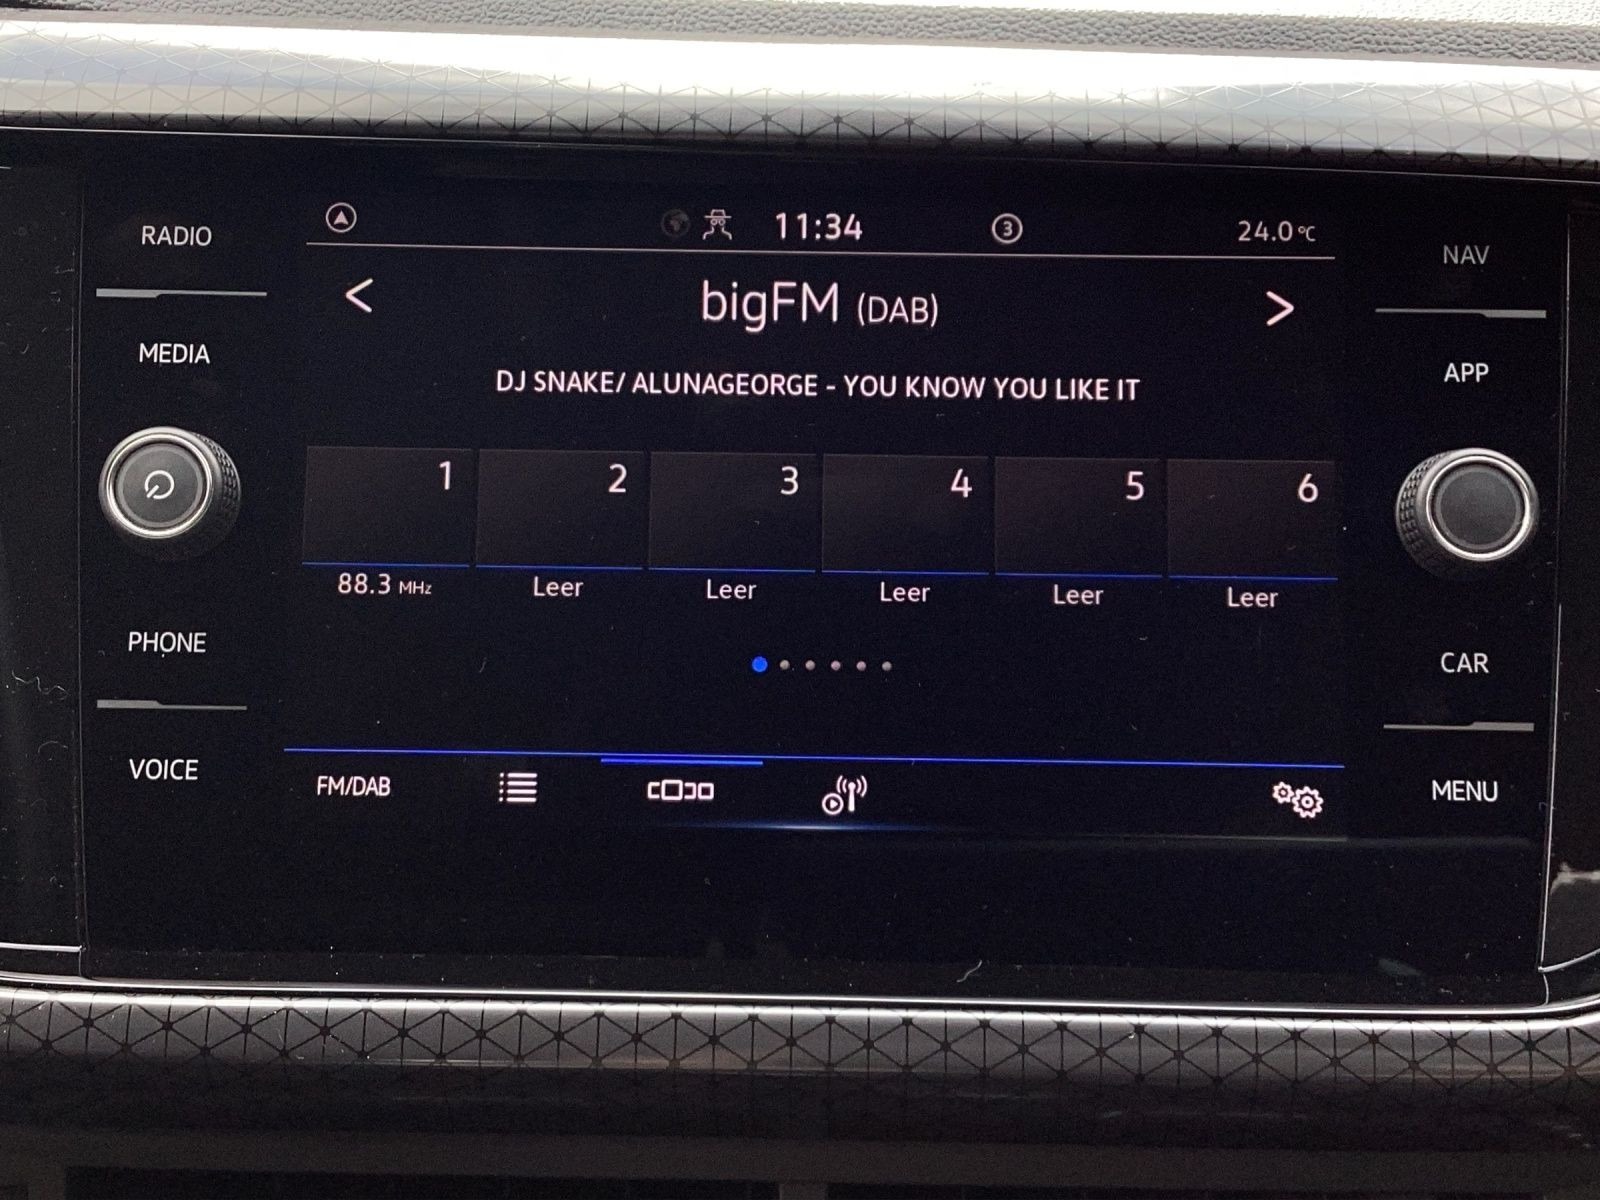 RADIO
MEDIA
PHONE
VOICE
11:34
3
24.0°C
bigFM (DAB)
DJ SNAKE/ ALUNAGEORGE - YOU KNOW YOU LIKE IT
1
2
3
4
5
6
88.3 MHz
Leer
Leer
Leer
Leer
Leer
FM/DAB
NAV
APP
CAR
MENU